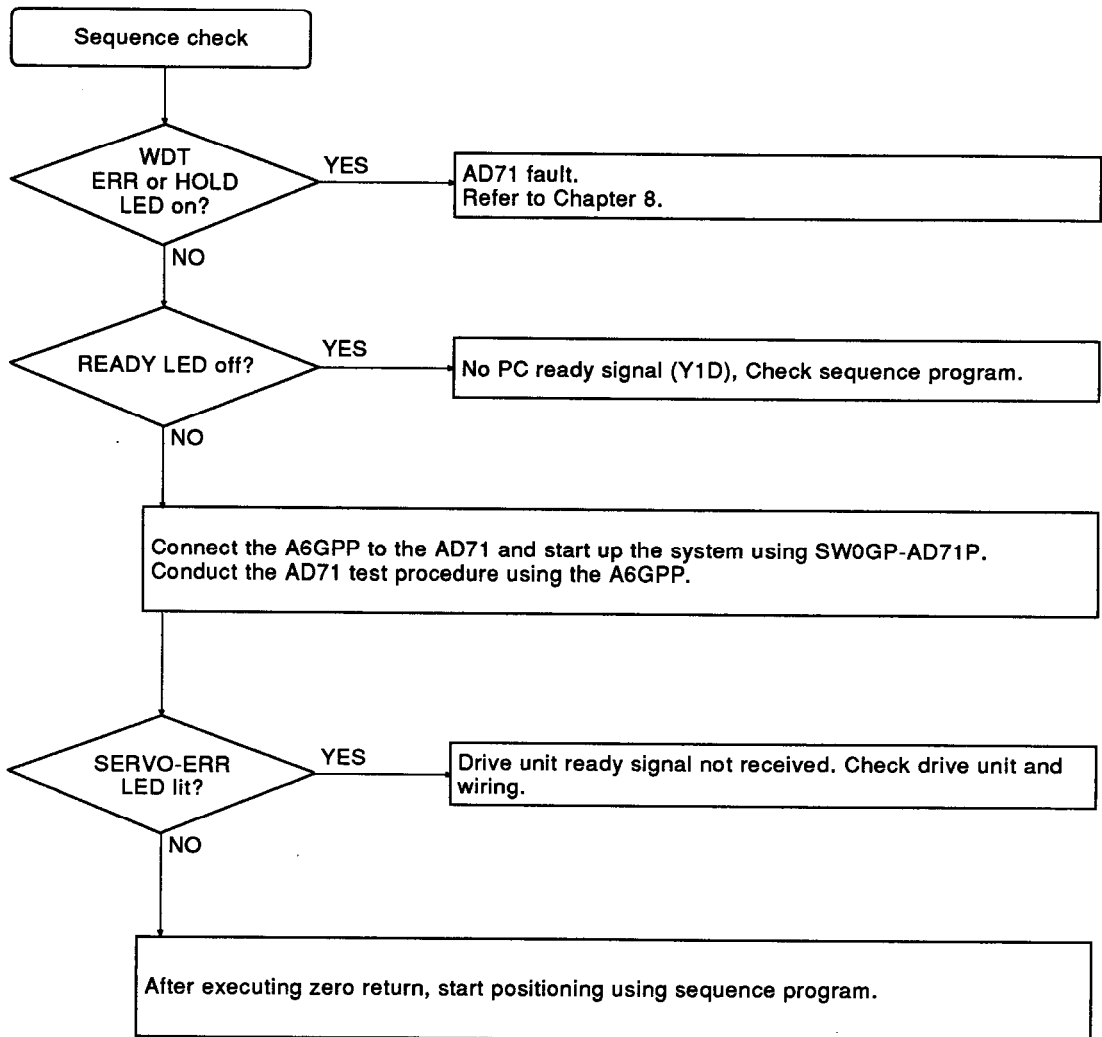 Sequence check
WDT
ERR or HOLD
LED on?
YES
AD71 fault.
Refer to Chapter 8.
NO
READY LED off?
YES
No PC ready signal (Y1D), Check sequence program.
NO
Connect the A6GPP to the AD71 and start up the system using SW0GP-AD71P.
Conduct the AD71 test procedure using the A6GPP.
SERVO-ERR
LED lit?
YES
Drive unit ready signal not received. Check drive unit and
wiring.
NO
After executing zero return, start positioning using sequence program.